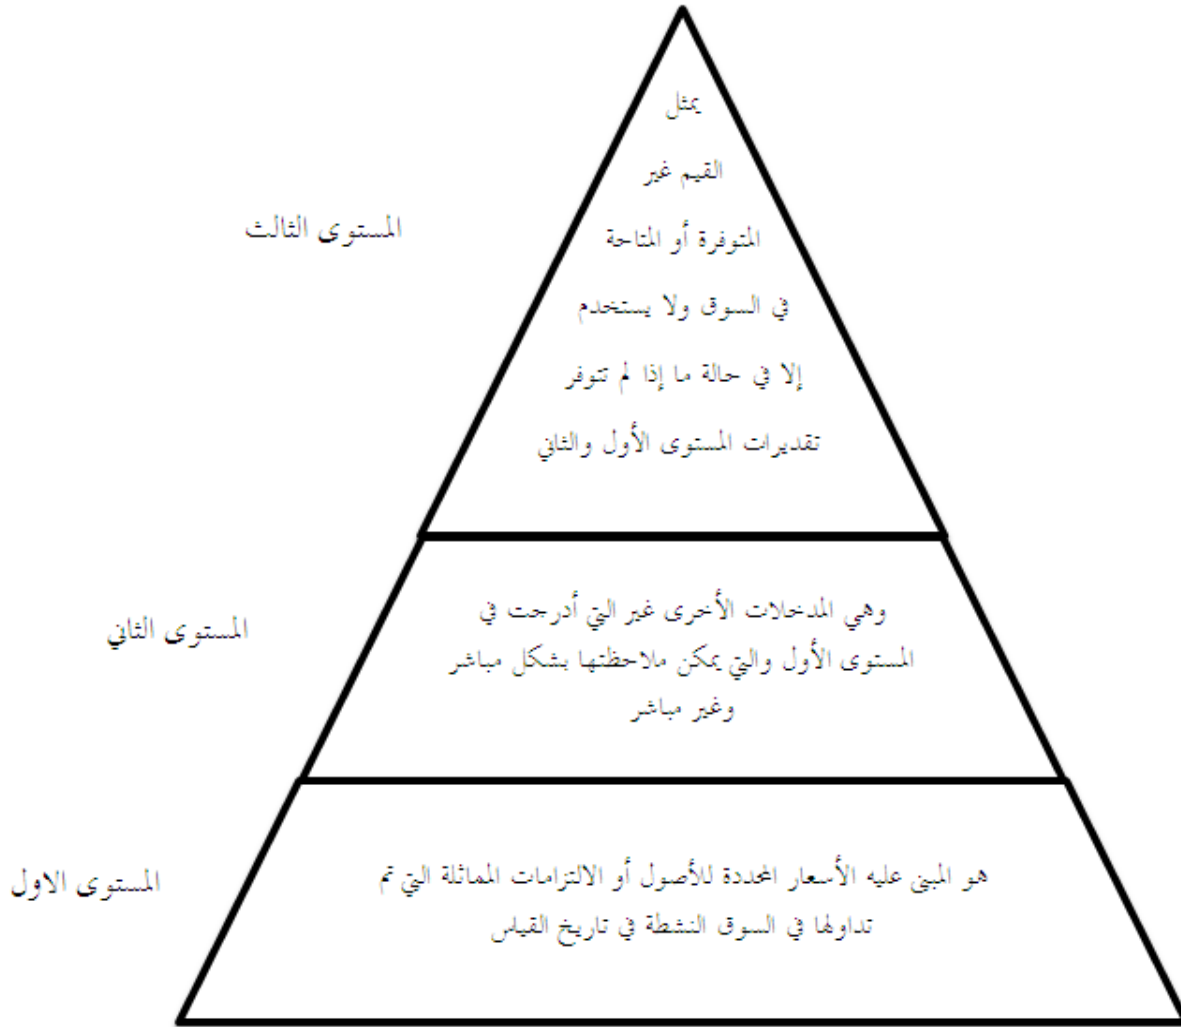 يمثل
القيم غير
المستوى الثالث
المتوفرة أو المتاحة
في السوق ولا يستخدم
إلا في حالة ما إذا لم تتوفر
تقديرات المستوى الأول والثاني
المستوى الثاني
وهي المدخلات الأخرى غير التي أدرجت في
المستوى الأول والتي يمكن ملاحظتها بشكل مباشر
وغير مباشر
المستوى الاول
هو المبنى عليه الأسعار المحددة للأصول أو الالتزامات المماثلة التي تم
تداولها في السوق النشطة في تاريخ القياس